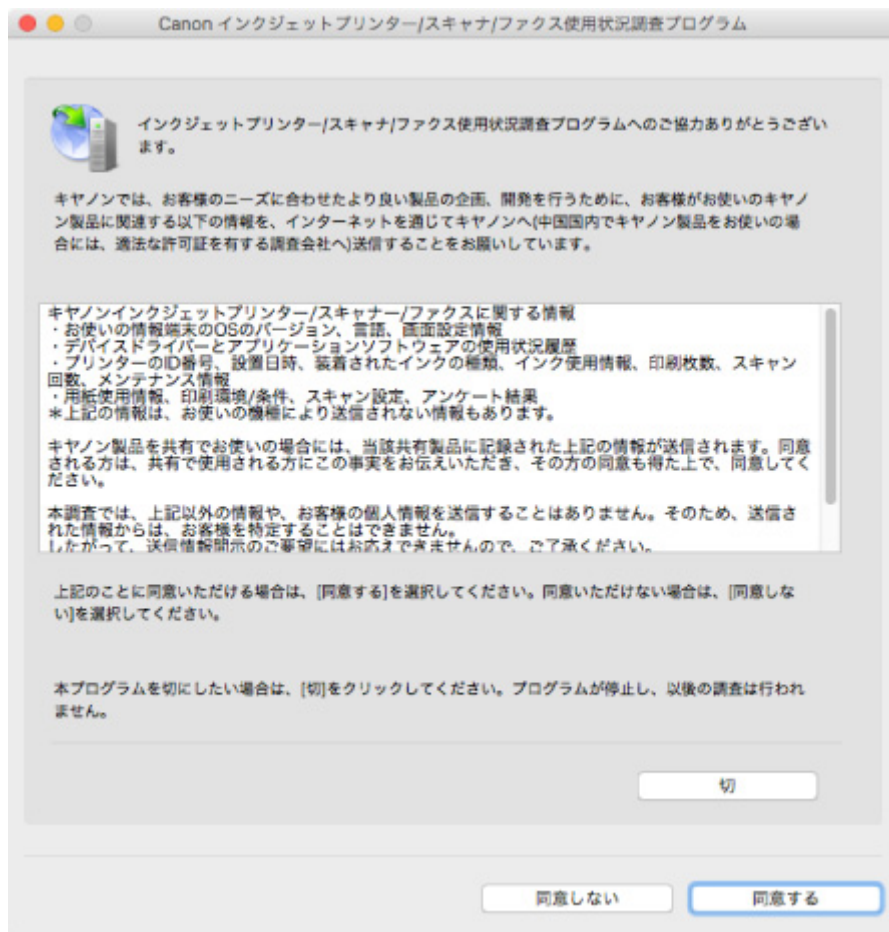 Canon インクジェットプリンター/スキャナ/ファクス使用状況調査プログラム
インクジェットプリンター/スキャナ/ファクス使用状況調査プログラムへのご協力ありがとうござい
ます。
キヤノンでは、お客様のニーズに合わせたより良い製品の企画、開発を行うために、お客様がお使いのキヤノ
ン製品に関連する以下の情報を、インターネットを通じてキヤノンへ(中国国内でキヤノン製品をお使いの場
合には、適法な許可証を有する調査会社へ)送信することをお願いしています。
キヤノンインクジェットプリンター/スキャナー/ファクスに関する情報
・お使いの情報端末のOSのバージョン、言語、画面設定情報
・デバイスドライバーとアプリケーションソフトウェアの使用状況履歴
・プリンターのID番号、設置日時、装着されたインクの種類、インク使用情報、印刷枚数、スキャン
回数、メンテナンス情報
・用紙使用情報、印刷環境/条件、スキャン設定、アンケート結果
＊上記の情報は、お使いの機種により送信されない情報もあります。
キヤノン製品を共有でお使いの場合には、当該共有製品に記録された上記の情報が送信されます。同意
される方は、共有で使用される方にこの事実をお伝えいただき、その方の同意も得た上で、同意してく
ださい。
本調査では、上記以外の情報や、お客様の個人情報を送信することはありません。そのため、送信さ
れた情報からは、お客様を特定することはできません。
したがって、送信情報開示のご要望にはお応えできませんので、ご了承ください。
上記のことに同意いただける場合は、[同意する]を選択してください。同意いただけない場合は、[同意しな
い]を選択してください。
本プログラムを切にしたい場合は、[切]をクリックしてください。プログラムが停止し、以後の調査は行われ
ません。
切
同意しない
同意する